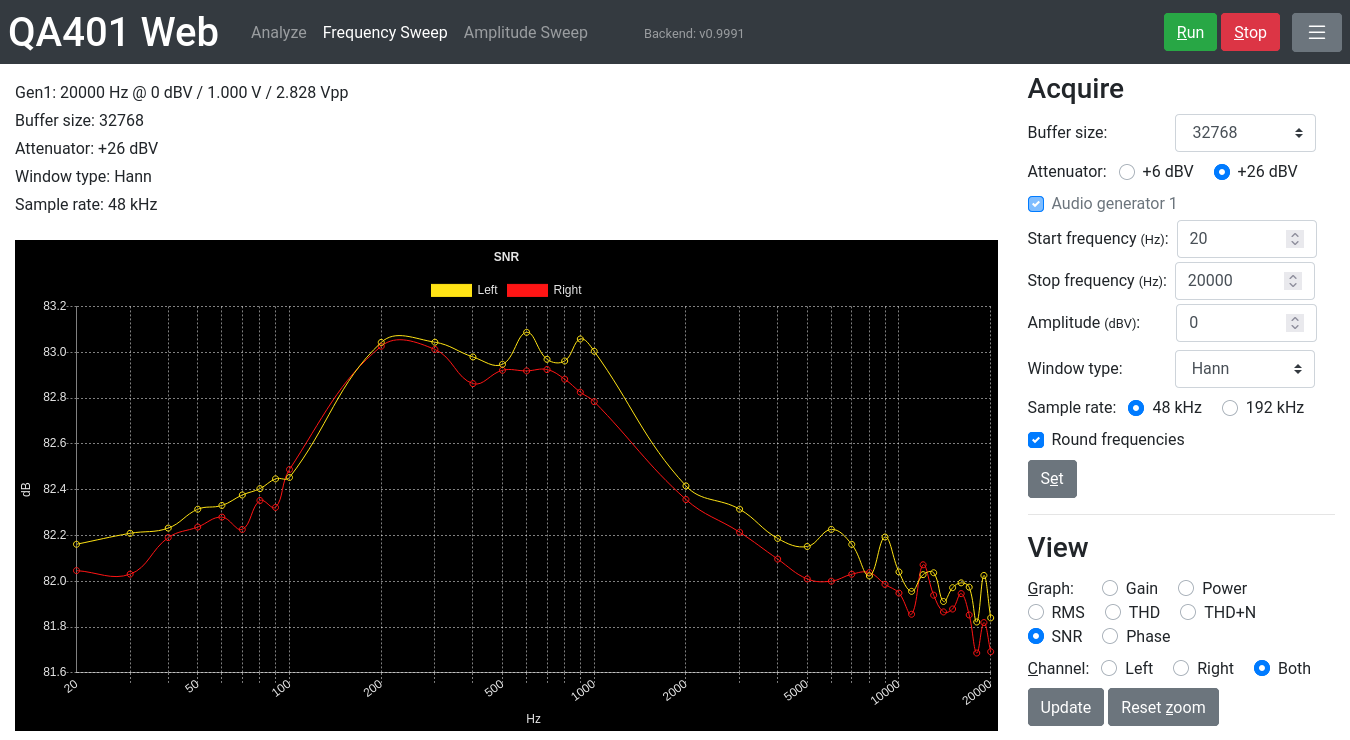 QA401 Web Analyze Frequency Sweep Amplitude Sweep Backend: v0.9991 Run Stop
Gen1: 20000 Hz @ 0 dBV / 1.000 V / 2.828 Vpp
Buffer size: 32768
Attenuator: +26 dBV
Window type: Hann
Sample rate: 48 kHz
SNR
Left Right
83.2
83.0
82.8
82.6
82.4
82.2
82.0
81.8
81.6
dB
20 50 100 200 500 1000 2000 5000 10000 20000
Hz
Acquire
Buffer size: 32768
Attenuator: +6 dBV +26 dBV
Audio generator 1
Start frequency (Hz): 20
Stop frequency (Hz): 20000
Amplitude (dBV): 0
Window type: Hann
Sample rate: 48 kHz 192 kHz
Round frequencies
Set
View
Graph: Gain Power
RMS THD THD+N
SNR Phase
Channel: Left Right Both
Update Reset zoom